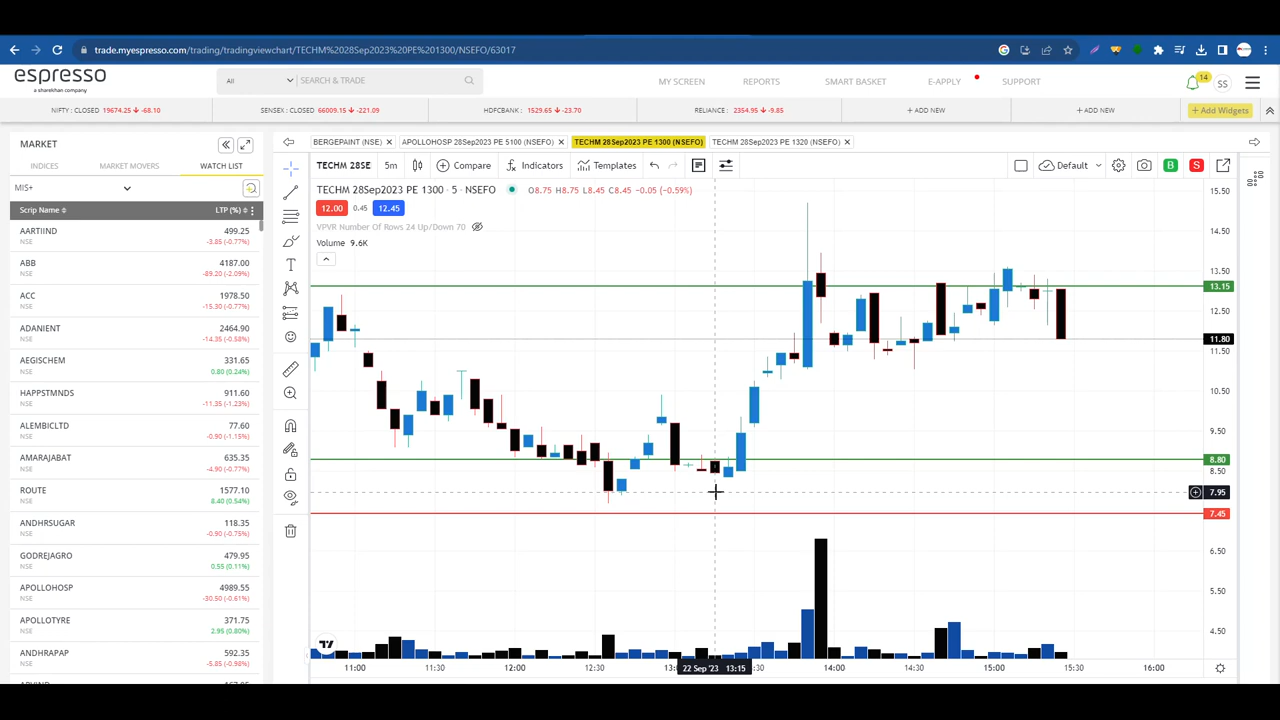 trade.myespresso.com/trading/tradingviewchart/TECHM%2028Sep2023%20PE%201300/NSEFO/63017
espresso
a sharekhan company
All
SEARCH & TRADE
MY SCREEN
REPORTS
SMART BASKET
E-APPLY
SUPPORT
14
SS
NIFTY : CLOSED 19674.25 -68.10
SENSEX : CLOSED 66009.15 -221.09
HDFCBANK : 1529.65 -23.70
RELIANCE : 2354.95 -9.85
+ ADD NEW
+ ADD NEW
+ Add Widgets
MARKET
INDICES
MARKET MOVERS
WATCH LIST
MIS+
Scrip Name
LTP (%)
AARTIIND 499.25
NSE -3.85 (-0.77%)
ABB 4187.00
NSE -89.20 (-2.09%)
ACC 1978.50
NSE -15.30 (-0.77%)
ADANIENT 2464.90
NSE -14.35 (-0.58%)
AEGISCHEM 331.65
NSE 0.80 (0.24%)
HAPPSTMNDS 911.60
NSE -11.35 (-1.23%)
ALEMBICLTD 77.60
NSE -0.90 (-1.15%)
AMARAJABAT 635.35
NSE -4.90 (-0.77%)
ROUTE 1577.10
NSE 8.40 (0.54%)
ANDHRSUGAR 118.35
NSE -0.90 (-0.75%)
GODREJAGRO 479.95
NSE 0.55 (0.11%)
APOLLOHOSP 4989.55
NSE -30.50 (-0.61%)
APOLLOTYRE 371.75
NSE 2.95 (0.80%)
ANDHRAPAP 592.35
NSE -5.85 (-0.98%)
BERGEPAINT (NSE)
APOLLOHOSP 28Sep2023 PE 5100 (NSEFO)
TECHM 28Sep2023 PE 1300 (NSEFO)
TECHM 28Sep2023 PE 1320 (NSEFO)
TECHM 28SE
5m
Compare
Indicators
Templates
Default
B
S
TECHM 28Sep2023 PE 1300 · 5 · NSEFO
O8.75 H8.75 L8.45 C8.45 -0.05 (-0.59%)
12.00 0.45 12.45
VPVR Number Of Rows 24 Up/Down 70
Volume 9.6K
15.50
14.50
13.50
13.15
12.50
11.80
11.50
10.50
9.50
8.80
8.50
7.95
7.45
6.50
5.50
4.50
11:00
11:30
12:00
12:30
22 Sep '23 13:15
14:00
14:30
15:00
15:30
16:00